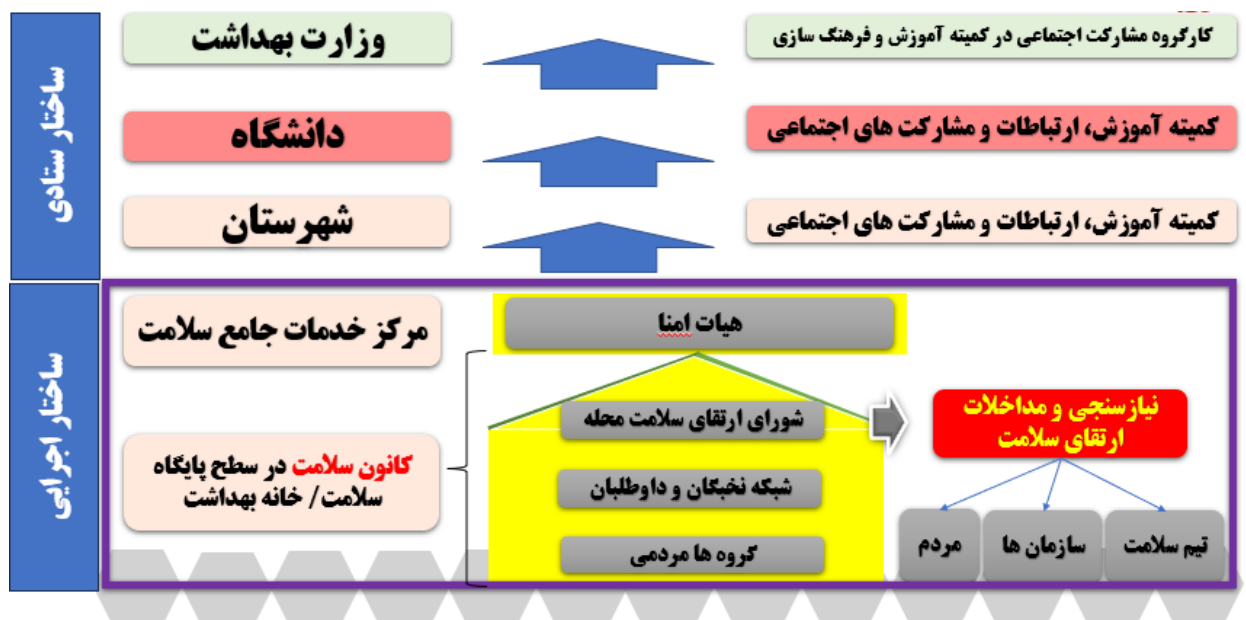 ساختار ستادی
کارگروه مشارکت اجتماعی در کمیته آموزش و فرهنگ سازی
وزارت بهداشت
کمیته آموزش، ارتباطات و مشارکت های اجتماعی
دانشگاه
کمیته آموزش، ارتباطات و مشارکت های اجتماعی
شهرستان
ساختار اجرایی
مرکز خدمات جامع سلامت
کانون سلامت در سطح پایگاه
سلامت/ خانه بهداشت
هیات امنا
شورای ارتقای سلامت محله
شبکه نخبگان و داوطلبان
گروه ها مردمی
نیازسنجی و مداخلات
ارتقای سلامت
تیم سلامت
سازمان ها
مردم